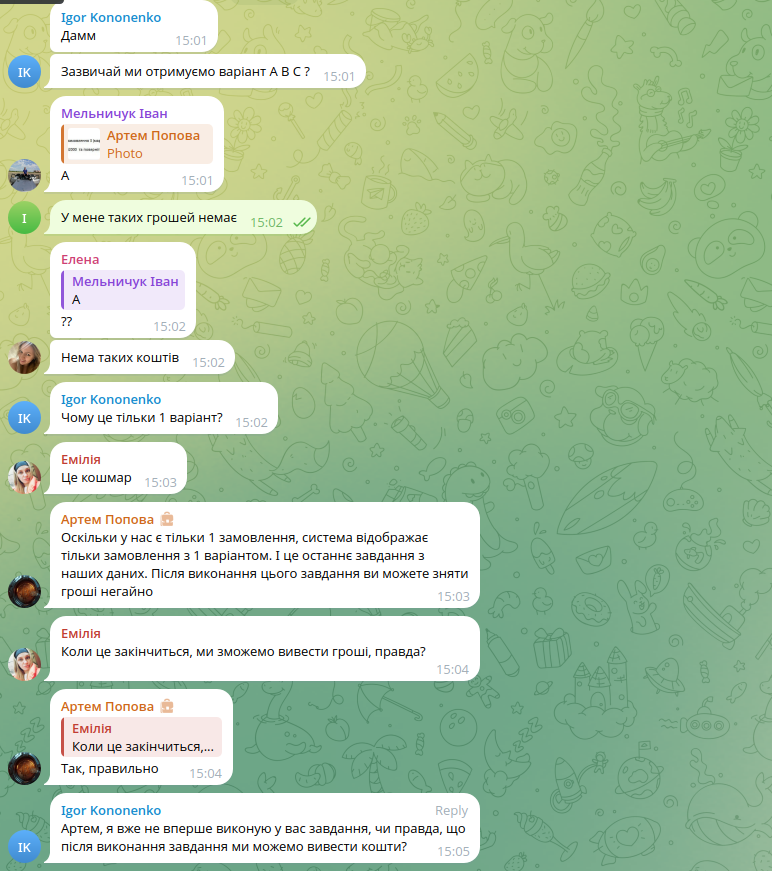 Igor Kononenko
Дамм
15:01
IK
Зазвичай ми отримуємо варіант A B C ?
15:01
Мельничук Іван
Артем Попова
Photo
А
15:01
I
У мене таких грошей немає
15:02
Елена
Мельничук Іван
А
??
15:02
Нема таких коштів
15:02
Igor Kononenko
IK
Чому це тільки 1 варіант?
15:02
Емілія
Це кошмар
15:03
Артем Попова
Оскільки у нас є тільки 1 замовлення, система відображає
тільки замовлення з 1 варіантом. І це останнє завдання з
наших даних. Після виконання цього завдання ви можете зняти
гроші негайно
15:03
Емілія
Коли це закінчиться, ми зможемо вивести гроші, правда?
15:04
Артем Попова
Емілія
Коли це закінчиться,...
Так, правильно
15:04
Igor Kononenko
Reply
Артем, я вже не вперше виконую у вас завдання, чи правда, що
після виконання завдання ми можемо вивести кошти?
IK
15:05